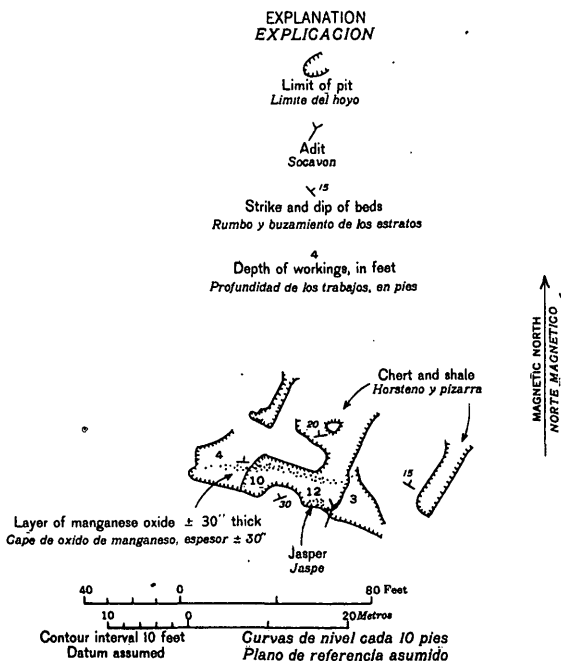 EXPLANATION
EXPLICACION
Limit of pit
Limite del hoyo
Adit
Socavon
15
Strike and dip of beds
Rumbo y buzamiento de los estratos
4
Depth of workings, in feet
Profundidad de los trabajos, en pies
MAGNETIC NORTH
NORTE MAGNETICO
Chert and shale
Horsteno y pizarra
20
4
10
15
12
3
30
Layer of manganese oxide ± 30" thick
Cape de oxido de manganeso, espesor ± 30"
Jasper
Jaspe
40 0 80 Feet
10 0 20 Metros
Contour interval 10 feet
Datum assumed
Curvas de nivel cada 10 pies
Plano de referencia asumido